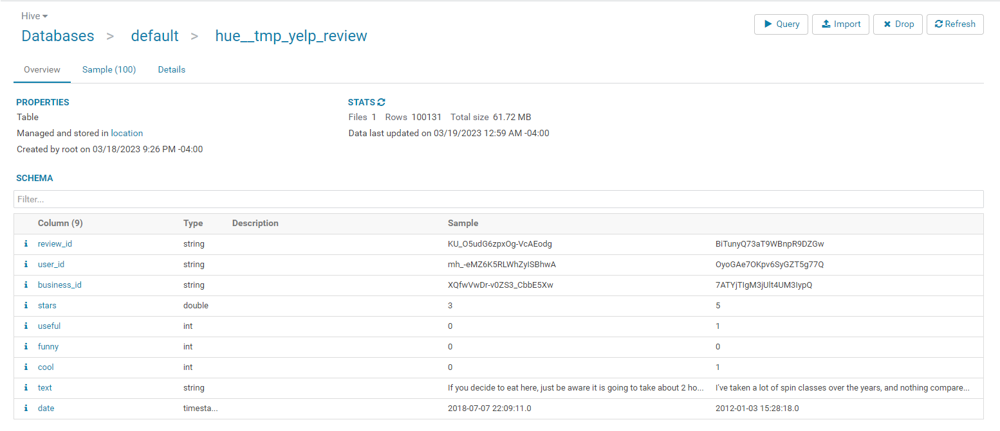 Hive
Databases > default > hue__tmp_yelp_review
Query Import Drop Refresh
Overview Sample (100) Details
PROPERTIES
Table
Managed and stored in location
Created by root on 03/18/2023 9:26 PM -04:00
STATS
Files 1 Rows 100131 Total size 61.72 MB
Data last updated on 03/19/2023 12:59 AM -04:00
SCHEMA
Filter...
Column (9) Type Description Sample
review_id string KU_O5udG6zpxOg-VcAEodg BiTunyQ73aT9WBnpR9DZGw
user_id string mh_-eMZ6K5RLWhZyISBhwA OyoGAe7OKpv6SyGZT5g77Q
business_id string XQfwVwDr-v0ZS3_CbbE5Xw 7ATYjTIgM3jUlt4UM3IypQ
stars double 3 5
useful int 0 1
funny int 0 0
cool int 0 1
text string If you decide to eat here, just be aware it is going to take about 2 ho... I've taken a lot of spin classes over the years, and nothing compare...
date timesta... 2018-07-07 22:09:11.0 2012-01-03 15:28:18.0